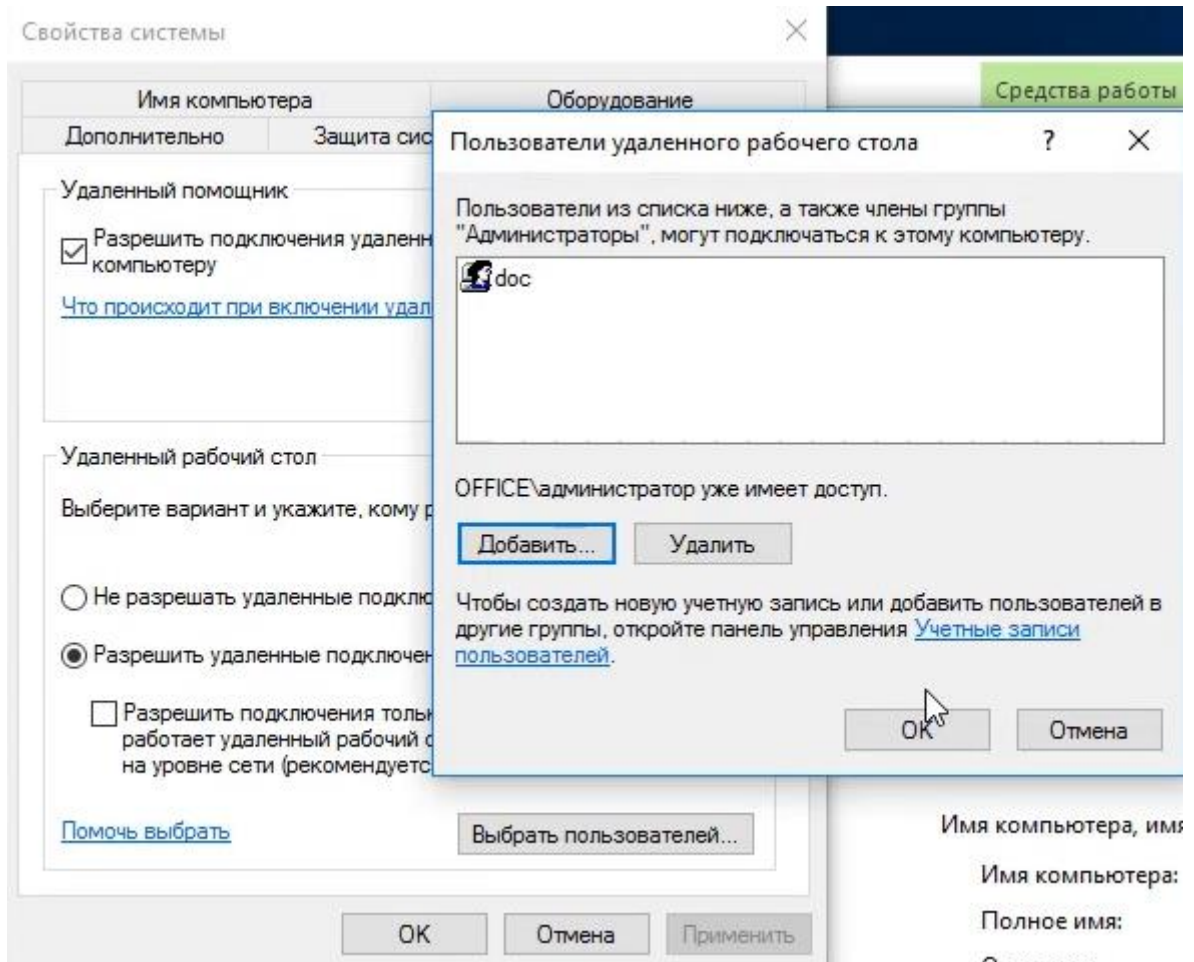 Свойства системы
Имя компьютера
Оборудование
Дополнительно
Защита сис
Удаленный помощник
Разрешить подключения удаленн
компьютеру
Что происходит при включении удал
Удаленный рабочий стол
Выберите вариант и укажите, кому р
Не разрешать удаленные подклю
Разрешить удаленные подключен
Разрешить подключения тольк
работает удаленный рабочий с
на уровне сети (рекомендуетс
Помочь выбрать
Выбрать пользователей...
ОК
Отмена
Применить
Пользователи удаленного рабочего стола
?
Пользователи из списка ниже, а также члены группы
"Администраторы", могут подключаться к этому компьютеру.
doc
OFFICE\администратор уже имеет доступ.
Добавить...
Удалить
Чтобы создать новую учетную запись или добавить пользователей в
другие группы, откройте панель управления Учетные записи
пользователей.
ОК
Отмена
Средства работы
Имя компьютера, имя
Имя компьютера:
Полное имя: